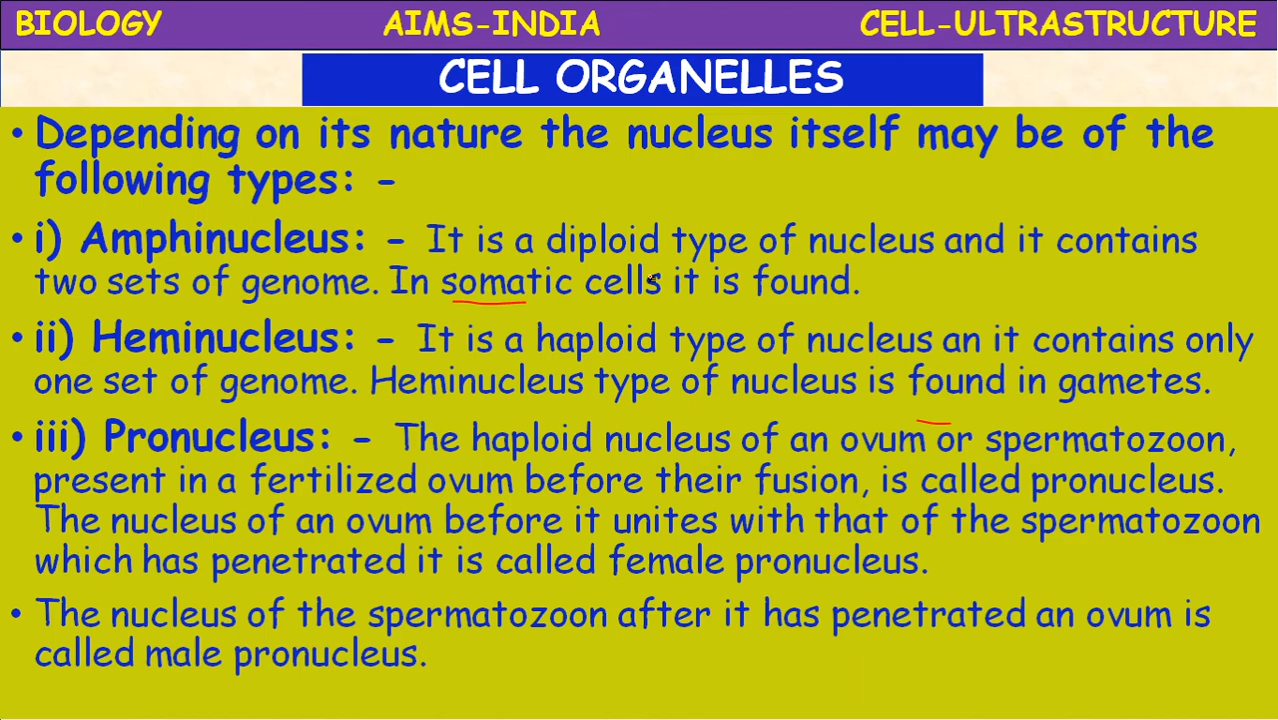 BIOLOGY AIMS-INDIA CELL-ULTRASTRUCTURE
CELL ORGANELLES
• Depending on its nature the nucleus itself may be of the
following types: -
• i) Amphinucleus: - It is a diploid type of nucleus and it contains
two sets of genome. In somatic cells it is found.
• ii) Heminucleus: - It is a haploid type of nucleus an it contains only
one set of genome. Heminucleus type of nucleus is found in gametes.
• iii) Pronucleus: - The haploid nucleus of an ovum or spermatozoon,
present in a fertilized ovum before their fusion, is called pronucleus.
The nucleus of an ovum before it unites with that of the spermatozoon
which has penetrated it is called female pronucleus.
• The nucleus of the spermatozoon after it has penetrated an ovum is
called male pronucleus.